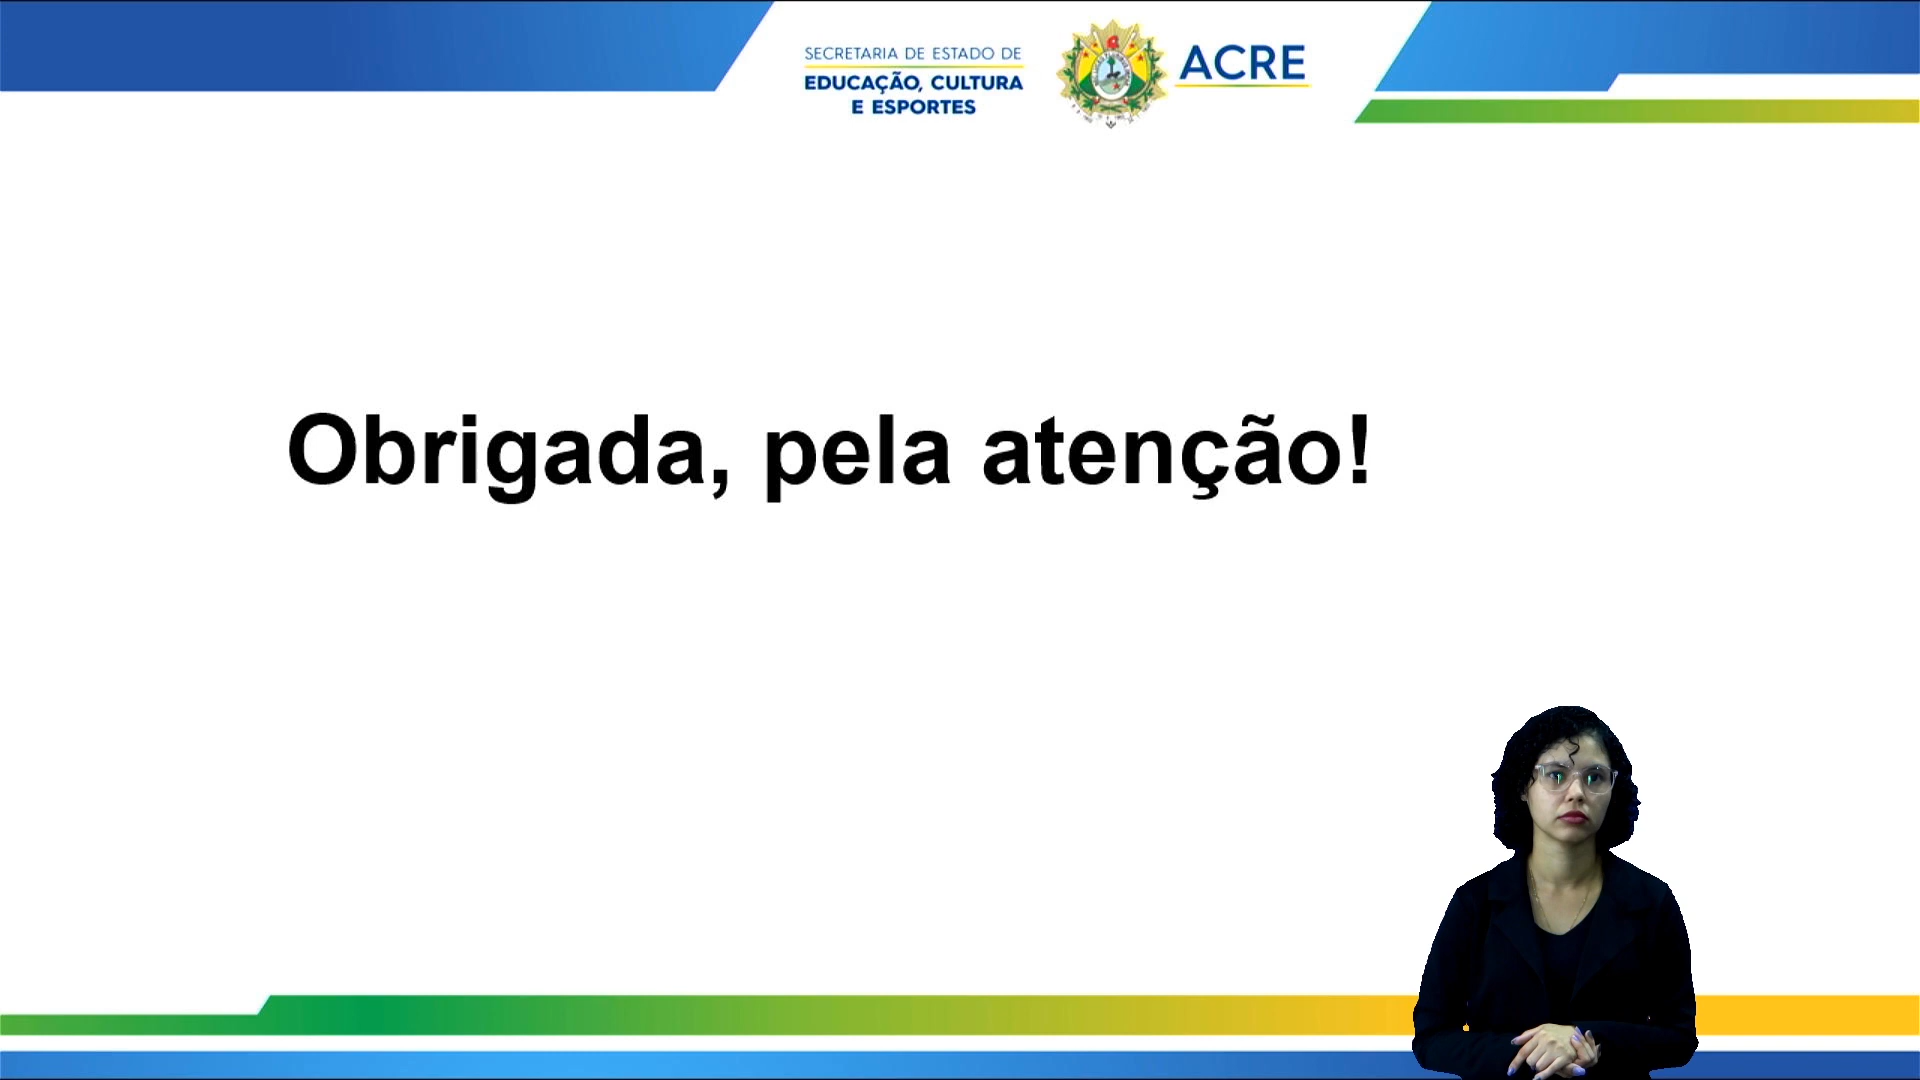 SECRETARIA DE ESTADO DE
EDUCAÇÃO, CULTURA
E ESPORTES
ACRE
Obrigada, pela atenção!